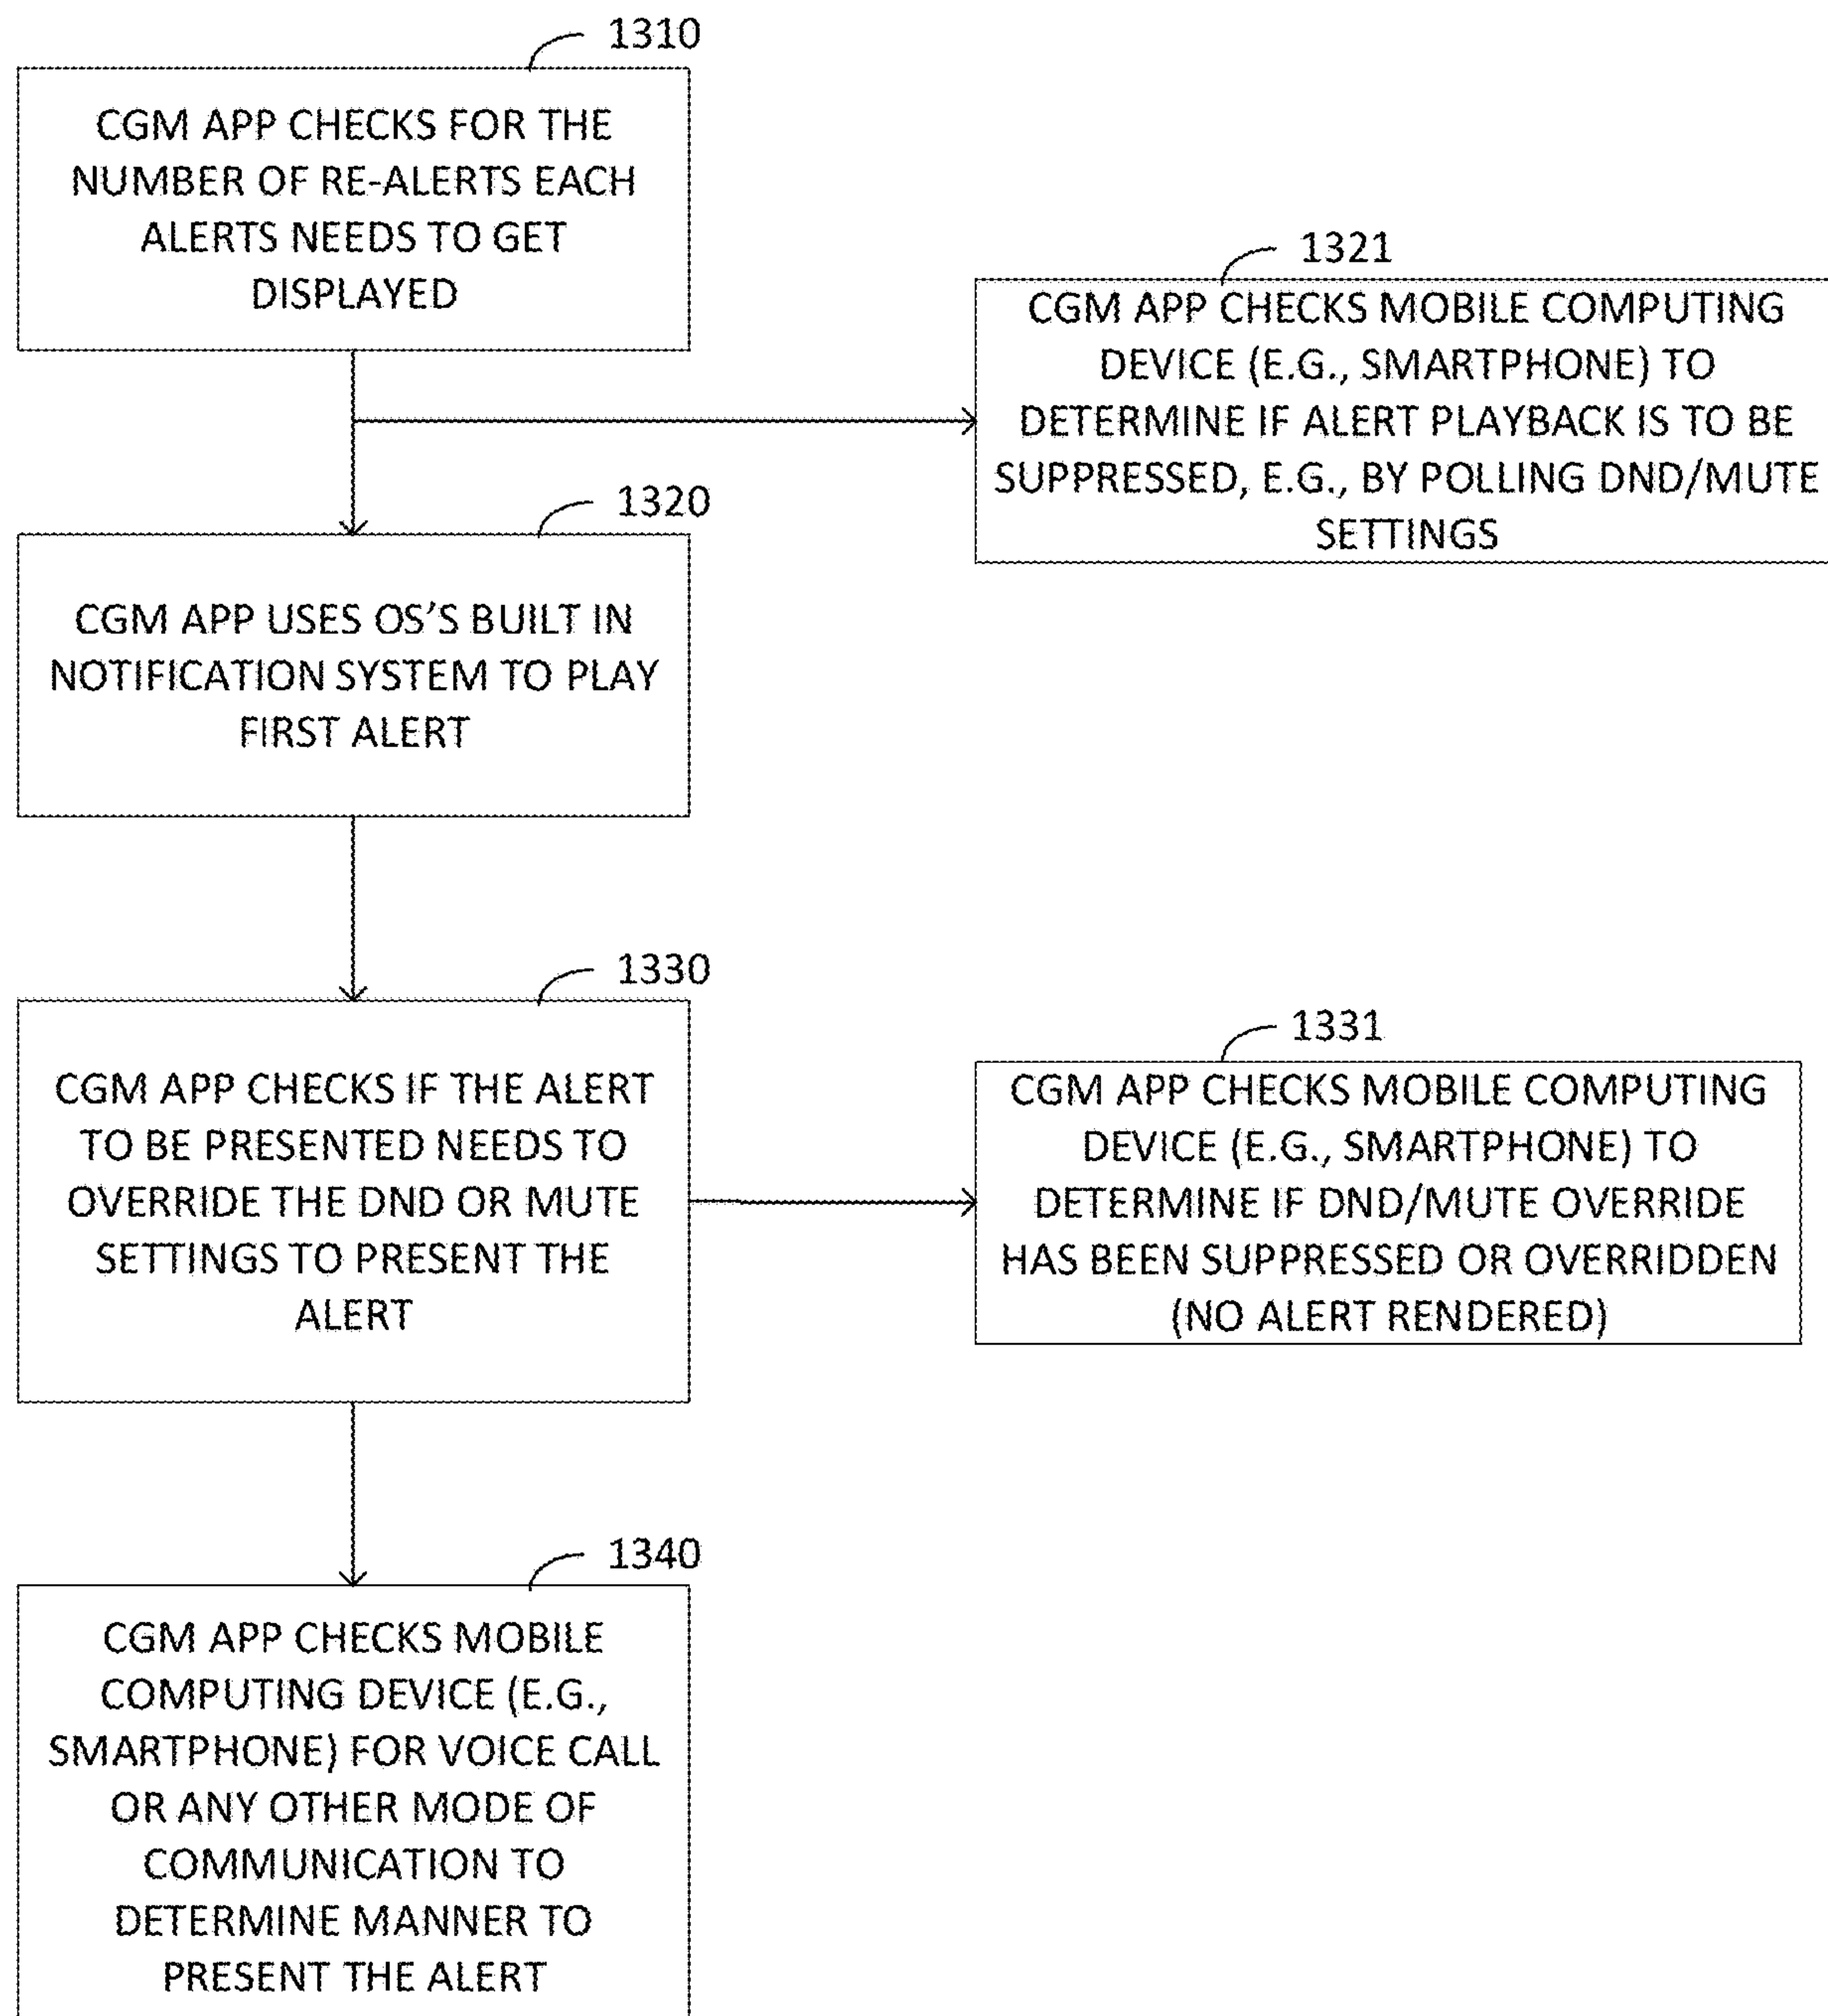 1310
CGM APP CHECKS FOR THE
NUMBER OF RE-ALERTS EACH
ALERTS NEEDS TO GET
DISPLAYED
1321
CGM APP CHECKS MOBILE COMPUTING
DEVICE (E.G., SMARTPHONE) TO
DETERMINE IF ALERT PLAYBACK IS TO BE
SUPPRESSED, E.G., BY POLLING DND/MUTE
SETTINGS
1320
CGM APP USES OS'S BUILT IN
NOTIFICATION SYSTEM TO PLAY
FIRST ALERT
1330
CGM APP CHECKS IF THE ALERT
TO BE PRESENTED NEEDS TO
OVERRIDE THE DND OR MUTE
SETTINGS TO PRESENT THE
ALERT
1331
CGM APP CHECKS MOBILE COMPUTING
DEVICE (E.G., SMARTPHONE) TO
DETERMINE IF DND/MUTE OVERRIDE
HAS BEEN SUPPRESSED OR OVERRIDDEN
(NO ALERT RENDERED)
1340
CGM APP CHECKS MOBILE
COMPUTING DEVICE (E.G.,
SMARTPHONE) FOR VOICE CALL
OR ANY OTHER MODE OF
COMMUNICATION TO
DETERMINE MANNER TO
PRESENT THE ALERT